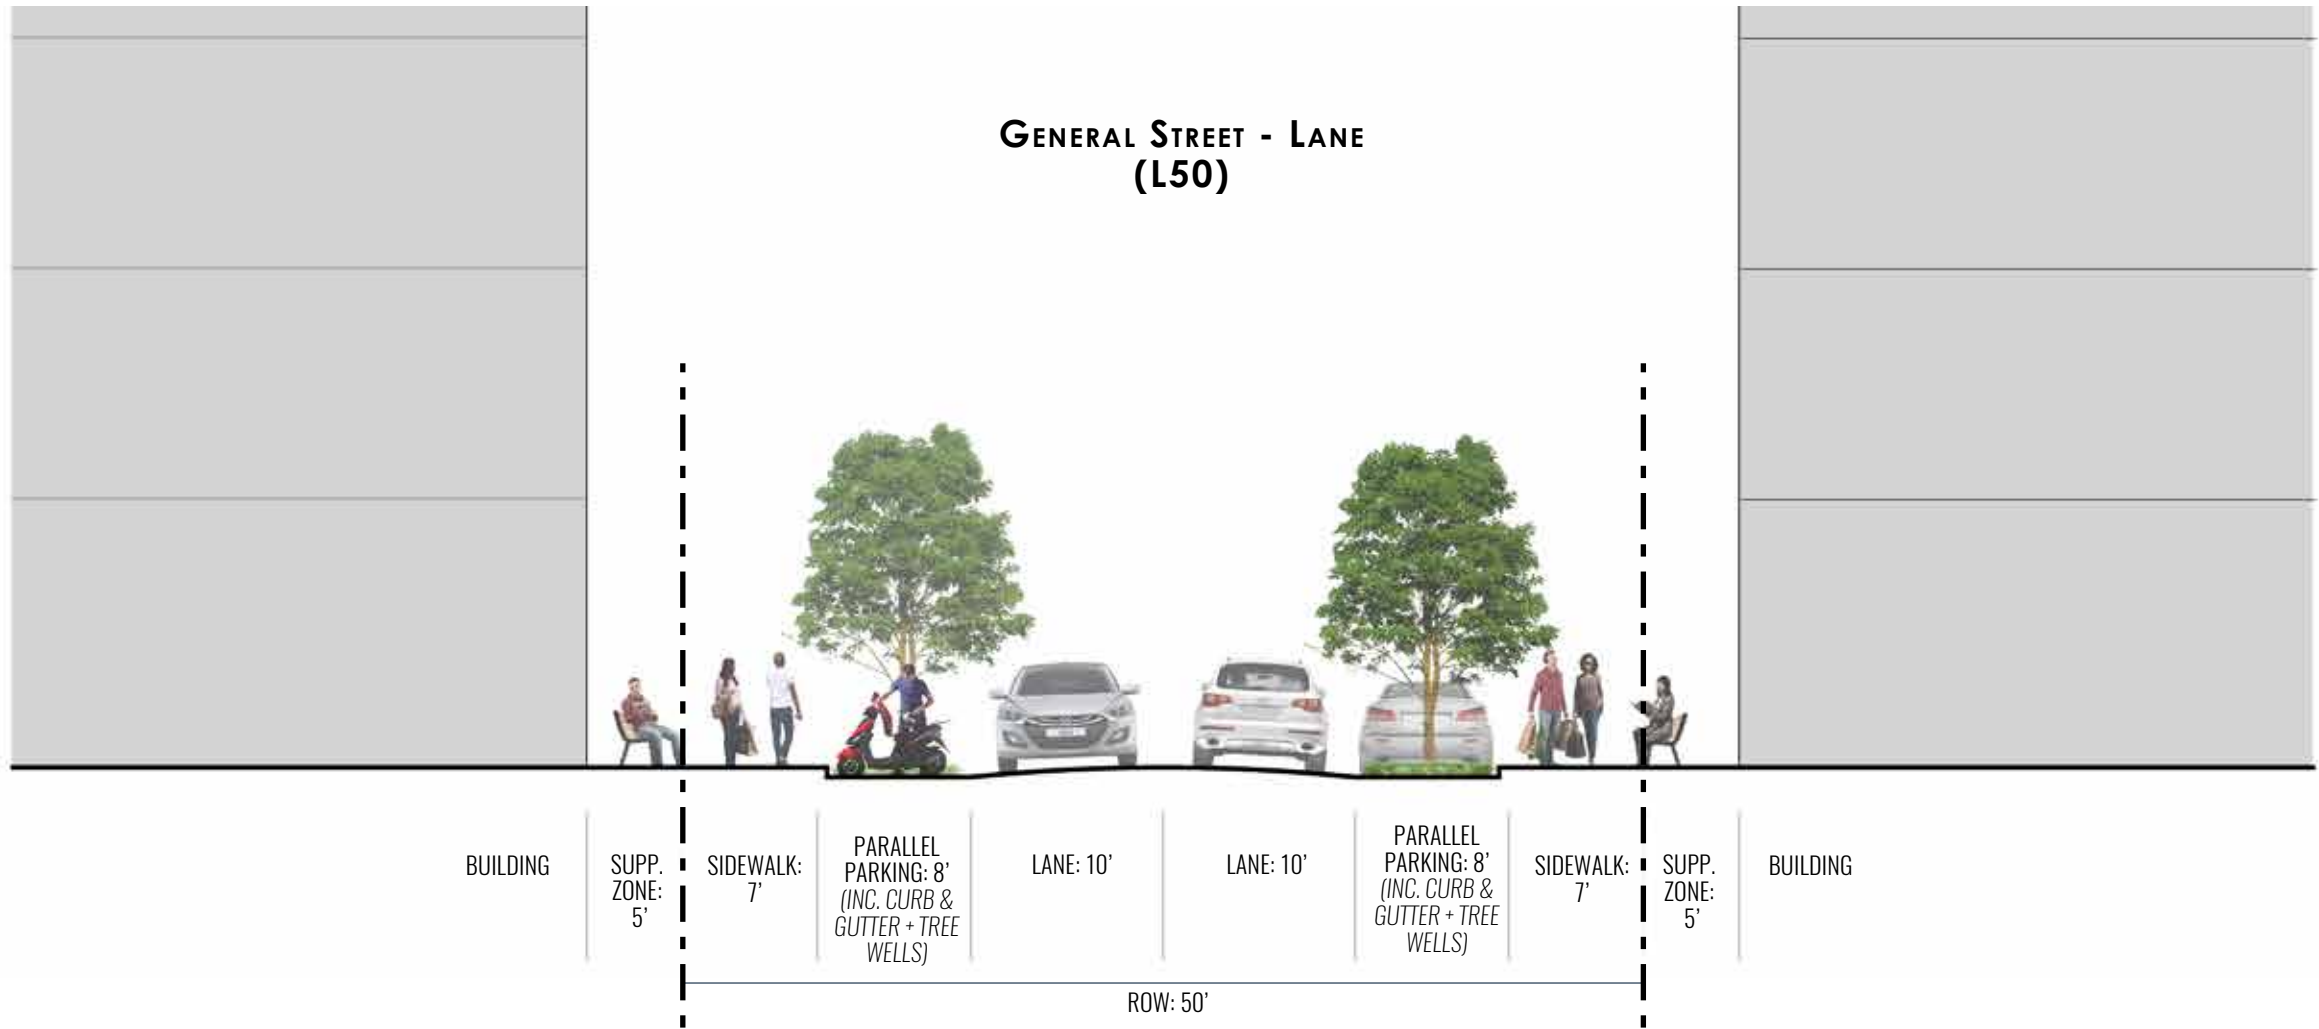 GENERAL STREET - LANE
(L50)
BUILDING
SUPP.
ZONE:
5’
SIDEWALK:
7’
PARALLEL
PARKING: 8’
(INC. CURB &
GUTTER + TREE
WELLS)
LANE: 10’
LANE: 10’
PARALLEL
PARKING: 8’
(INC. CURB &
GUTTER + TREE
WELLS)
SIDEWALK:
7’
SUPP.
ZONE:
5’
BUILDING
ROW: 50’